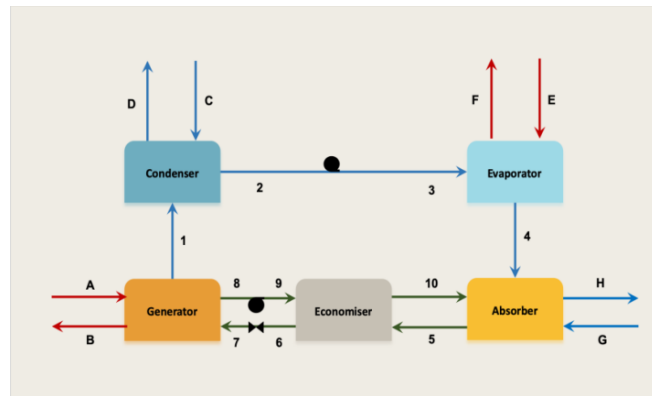 D
C
F
E
Condenser
Evaporator
2
3
1
4
A
8
9
10
H
Generator
Economiser
Absorber
B
7
6
5
G